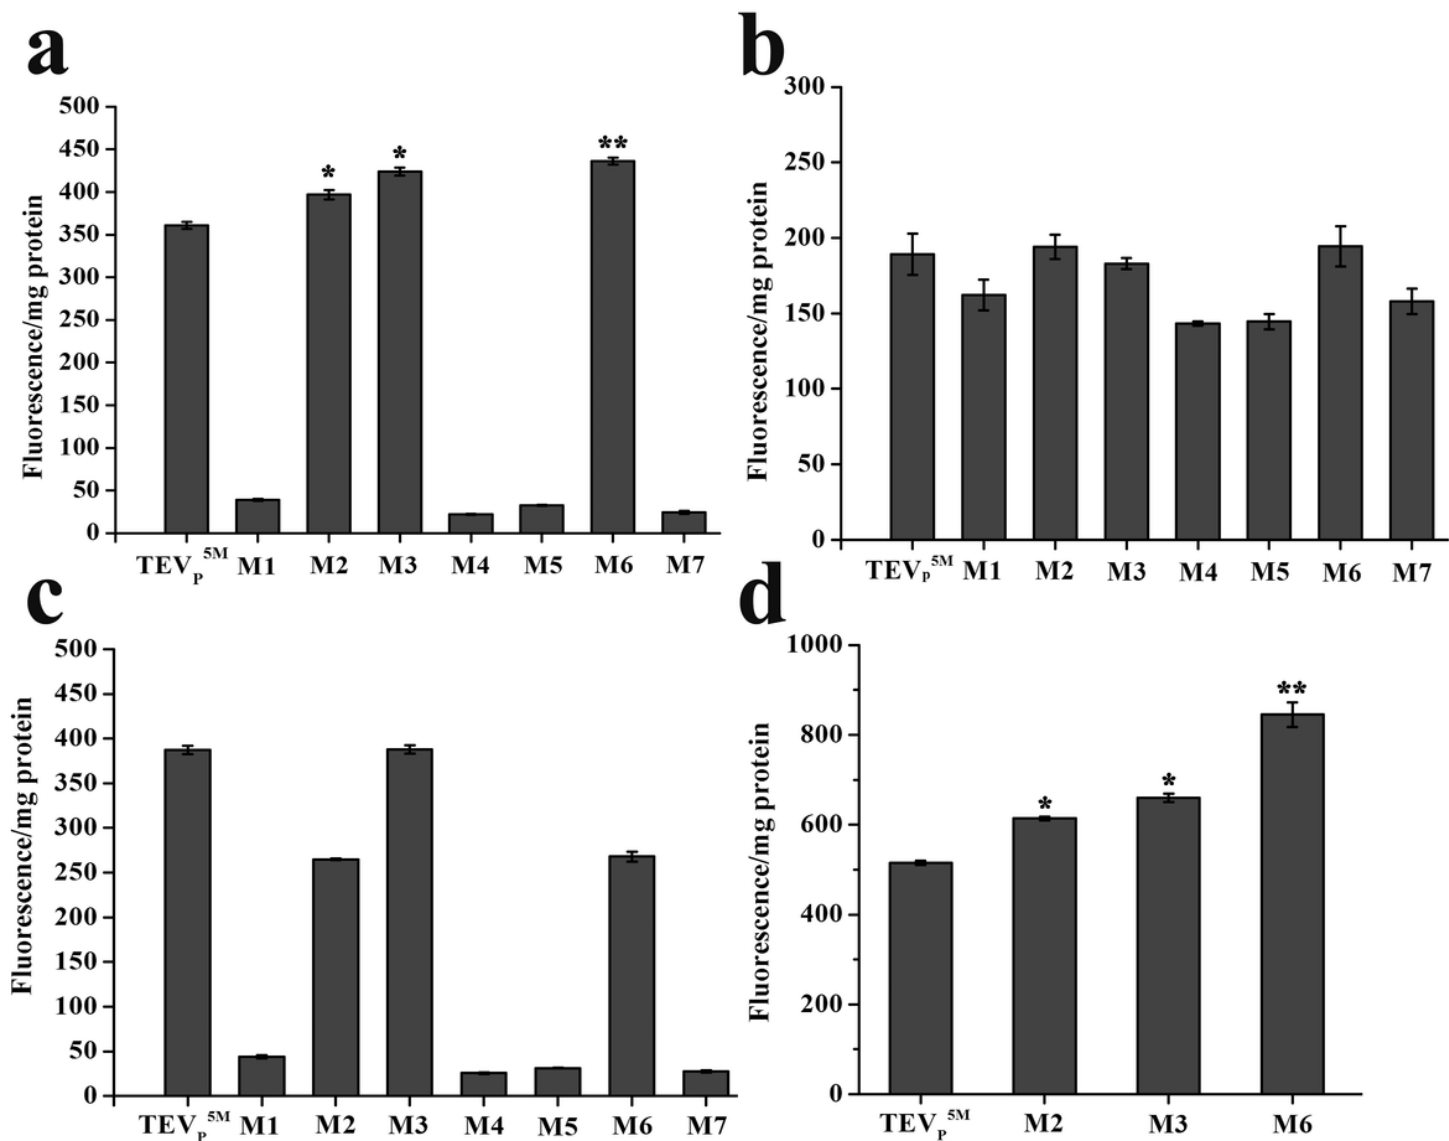 a
Fluorescence/mg protein
500
450
400
350
300
250
200
150
100
50
0
* * **
TEVP5M M1 M2 M3 M4 M5 M6 M7
b
Fluorescence/mg protein
300
250
200
150
100
50
0
TEVp5M M1 M2 M3 M4 M5 M6 M7
c
Fluorescence/mg protein
500
450
400
350
300
250
200
150
100
50
0
TEVP5M M1 M2 M3 M4 M5 M6 M7
d
Fluorescence/mg protein
1000
800
600
400
200
0
* * **
TEVP5M M2 M3 M6